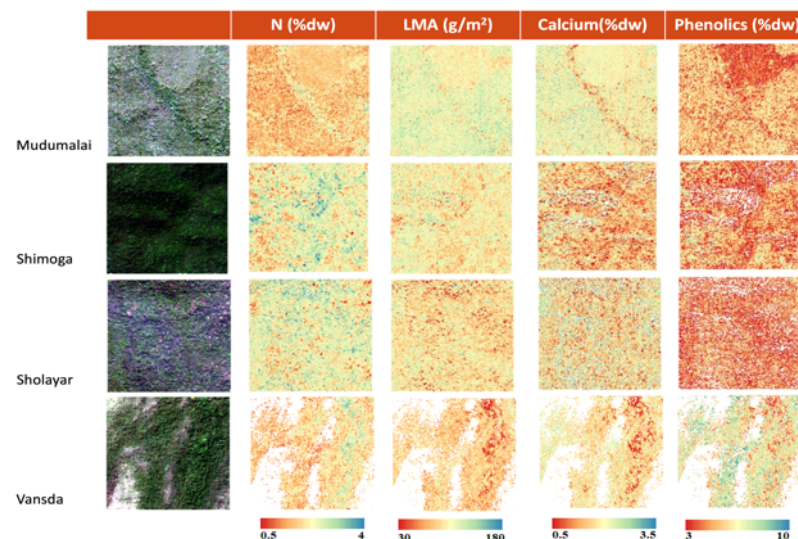 N (%dw) LMA (g/m²) Calcium(%dw) Phenolics (%dw)
Mudumalai
Shimoga
Sholayar
Vansda
0.5 4 30 180 0.5 3.5 3 10